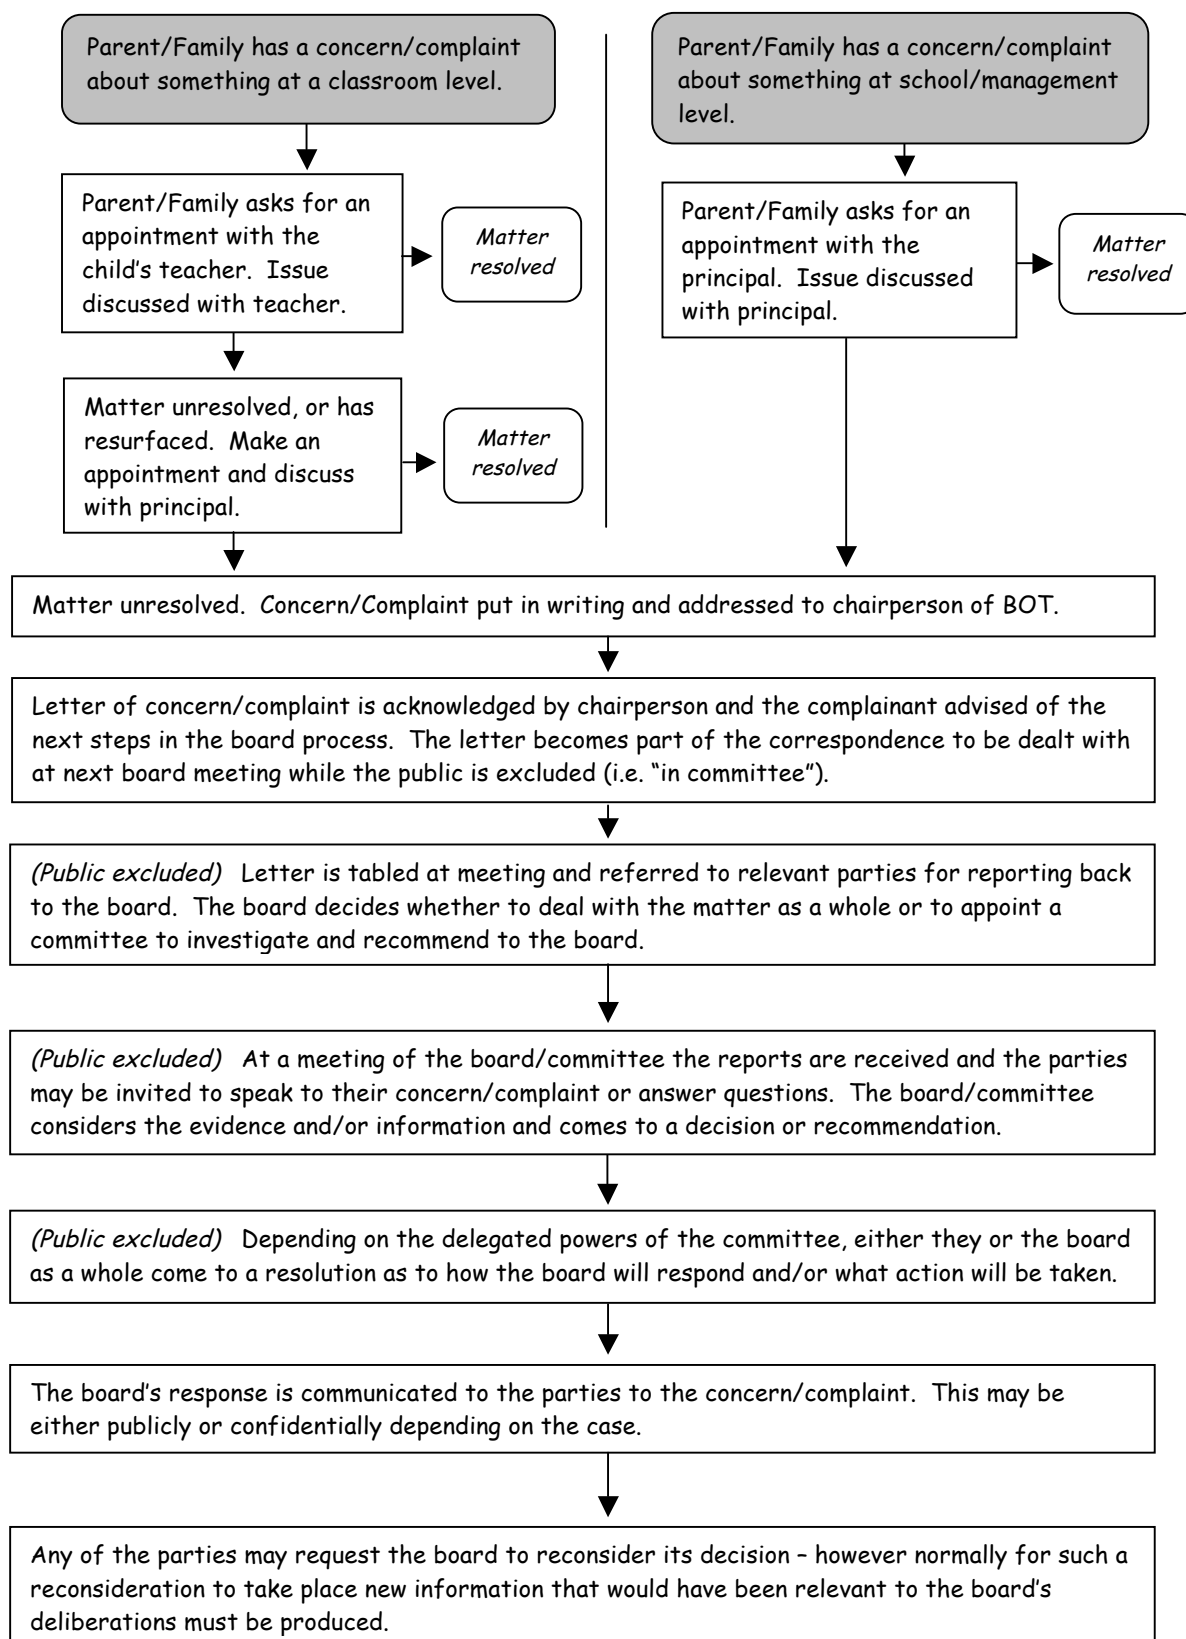 Parent/Family has a concern/complaint
about something at a classroom level.
Parent/Family asks for an
appointment with the
child's teacher.  Issue
discussed with teacher.
Matter
resolved
Matter unresolved, or has
resurfaced.  Make an
appointment and discuss
with principal.
Matter
resolved
Parent/Family has a concern/complaint
about something at school/management
level.
Parent/Family asks for an
appointment with the
principal.  Issue discussed
with principal.
Matter
resolved
Matter unresolved.  Concern/Complaint put in writing and addressed to chairperson of BOT.
Letter of concern/complaint is acknowledged by chairperson and the complainant advised of the
next steps in the board process.  The letter becomes part of the correspondence to be dealt with
at next board meeting while the public is excluded (i.e. "in committee").
(Public excluded)  Letter is tabled at meeting and referred to relevant parties for reporting back
to the board.  The board decides whether to deal with the matter as a whole or to appoint a
committee to investigate and recommend to the board.
(Public excluded)  At a meeting of the board/committee the reports are received and the parties
may be invited to speak to their concern/complaint or answer questions.  The board/committee
considers the evidence and/or information and comes to a decision or recommendation.
(Public excluded)  Depending on the delegated powers of the committee, either they or the board
as a whole come to a resolution as to how the board will respond and/or what action will be taken.
The board's response is communicated to the parties to the concern/complaint.  This may be
either publicly or confidentially depending on the case.
Any of the parties may request the board to reconsider its decision – however normally for such a
reconsideration to take place new information that would have been relevant to the board's
deliberations must be produced.